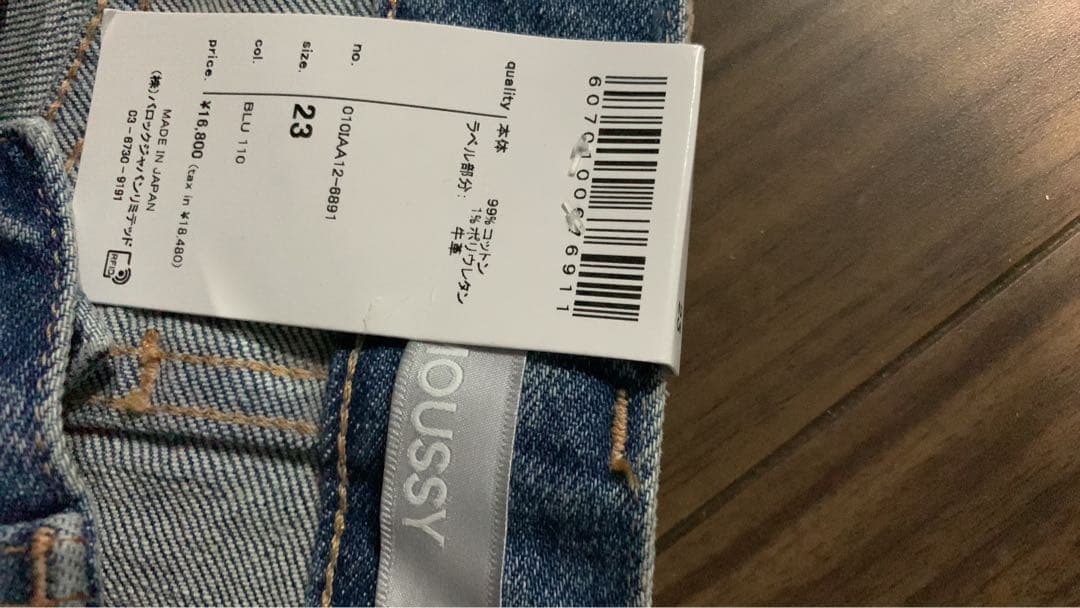 quality 本体 99%コットン
1%ポリウレタン
ラベル部分: 牛革
no. 010IAA12-6891
size. 23
col. BLU 110
price. ¥16,800 (tax in ¥18,480)
MADE IN JAPAN
(株)バロックジャパンリミテッド
03-6730-9191
RFID
OUSSY